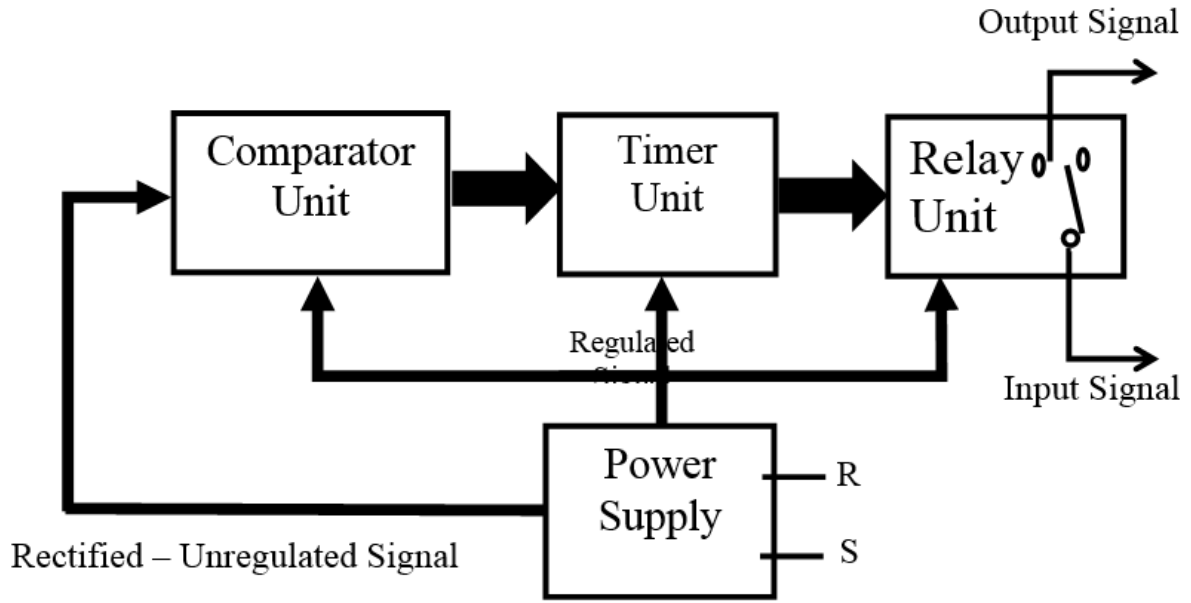 Output Signal
Comparator
Unit
Timer
Unit
Relay
Unit
Regulated
Input Signal
Power
Supply
R
S
Rectified – Unregulated Signal